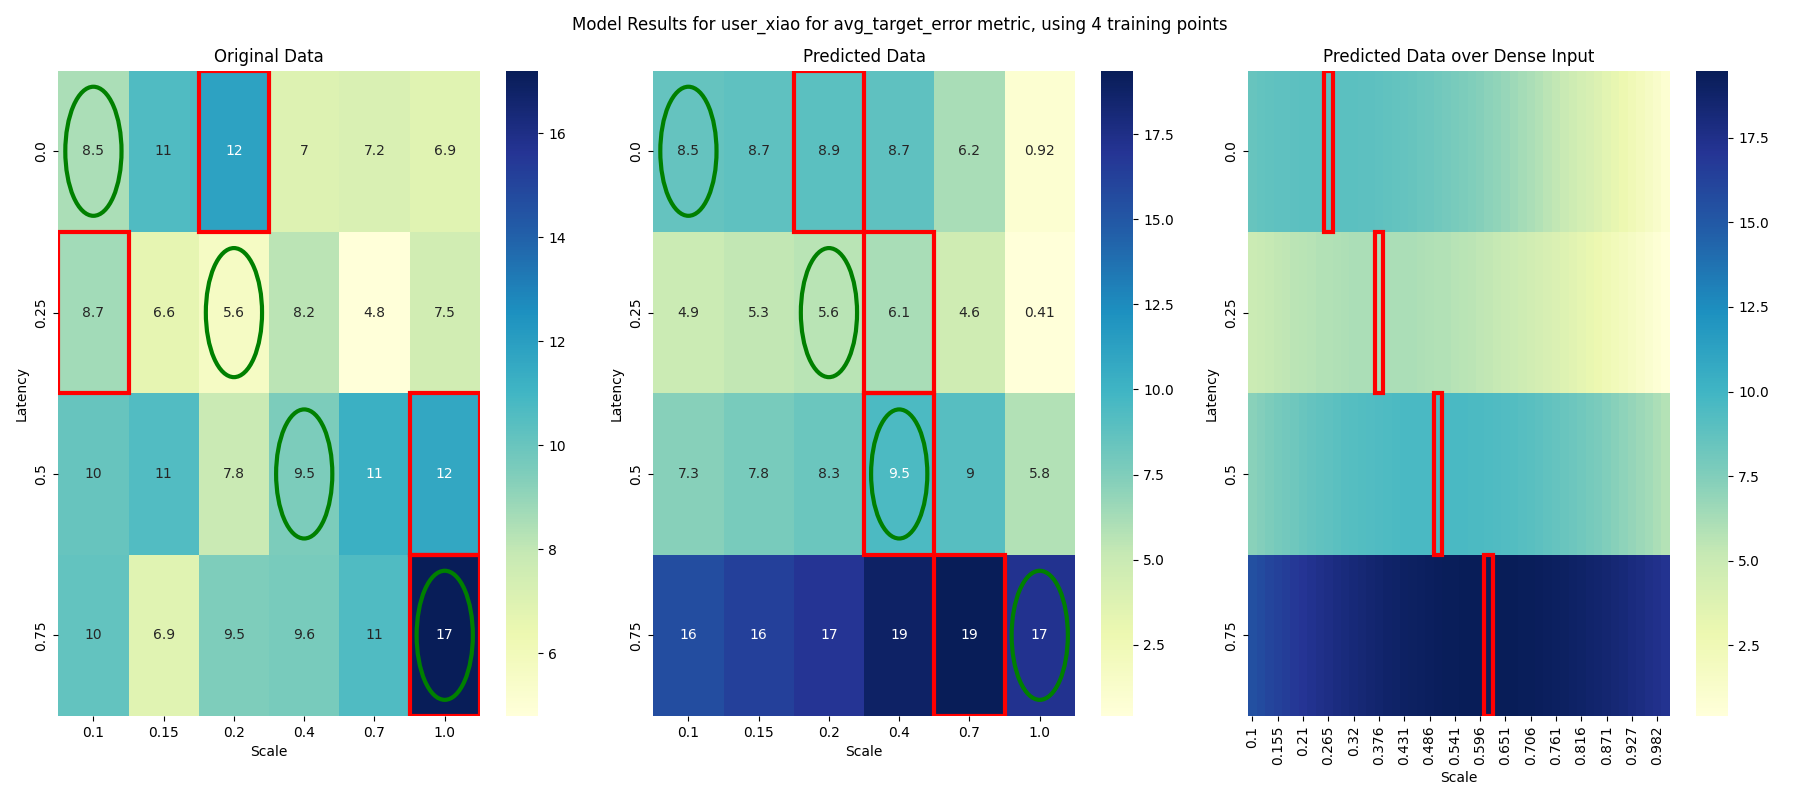 Model Results for user_xiao for avg_target_error metric, using 4 training points
Original Data
Latency
0.0 8.5 11 12 7 7.2 6.9
0.25 8.7 6.6 5.6 8.2 4.8 7.5
0.5 10 11 7.8 9.5 11 12
0.75 10 6.9 9.5 9.6 11 17
0.1 0.15 0.2 0.4 0.7 1.0
Scale
16
14
12
10
8
6
Predicted Data
Latency
0.0 8.5 8.7 8.9 8.7 6.2 0.92
0.25 4.9 5.3 5.6 6.1 4.6 0.41
0.5 7.3 7.8 8.3 9.5 9 5.8
0.75 16 16 17 19 19 17
0.1 0.15 0.2 0.4 0.7 1.0
Scale
17.5
15.0
12.5
10.0
7.5
5.0
2.5
Predicted Data over Dense Input
Latency
0.0
0.25
0.5
0.75
0.1 0.155 0.21 0.265 0.32 0.376 0.431 0.486 0.541 0.596 0.651 0.706 0.761 0.816 0.871 0.927 0.982
Scale
17.5
15.0
12.5
10.0
7.5
5.0
2.5